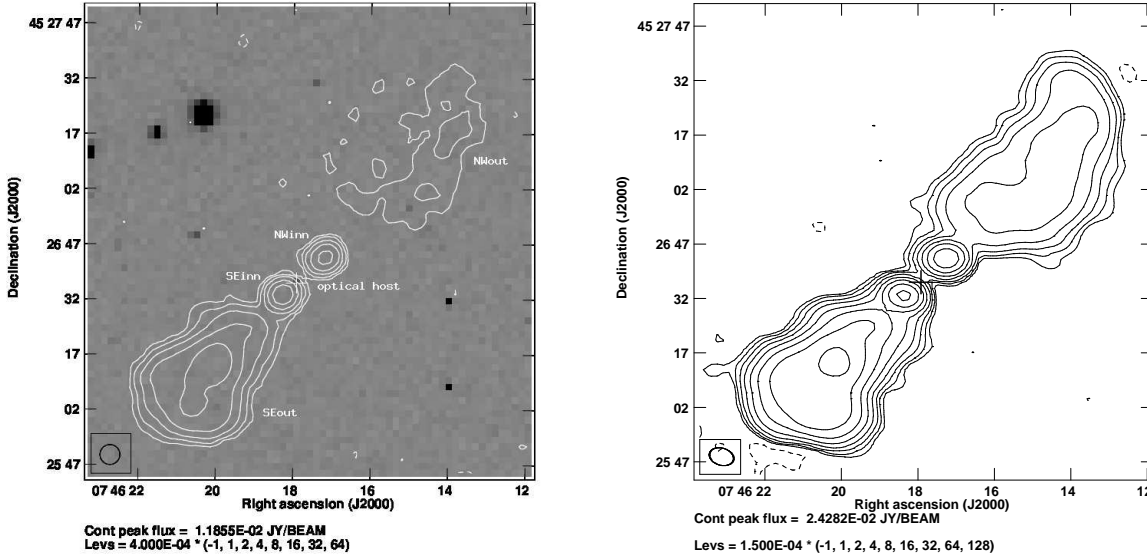 45 27 47
32
17
02
26 47
32
17
02
25 47
Declination (J2000)
NWout
NWinn
SEinn
optical host
SEout
07 46 22
20
18
16
14
12
Right ascension (J2000)
Cont peak flux = 1.1855E-02 JY/BEAM
Levs = 4.000E-04 * (-1, 1, 2, 4, 8, 16, 32, 64)
45 27 47
32
17
02
26 47
32
17
02
25 47
Declination (J2000)
07 46 22
20
18
16
14
12
Right ascension (J2000)
Cont peak flux = 2.4282E-02 JY/BEAM
Levs = 1.500E-04 * (-1, 1, 2, 4, 8, 16, 32, 64, 128)